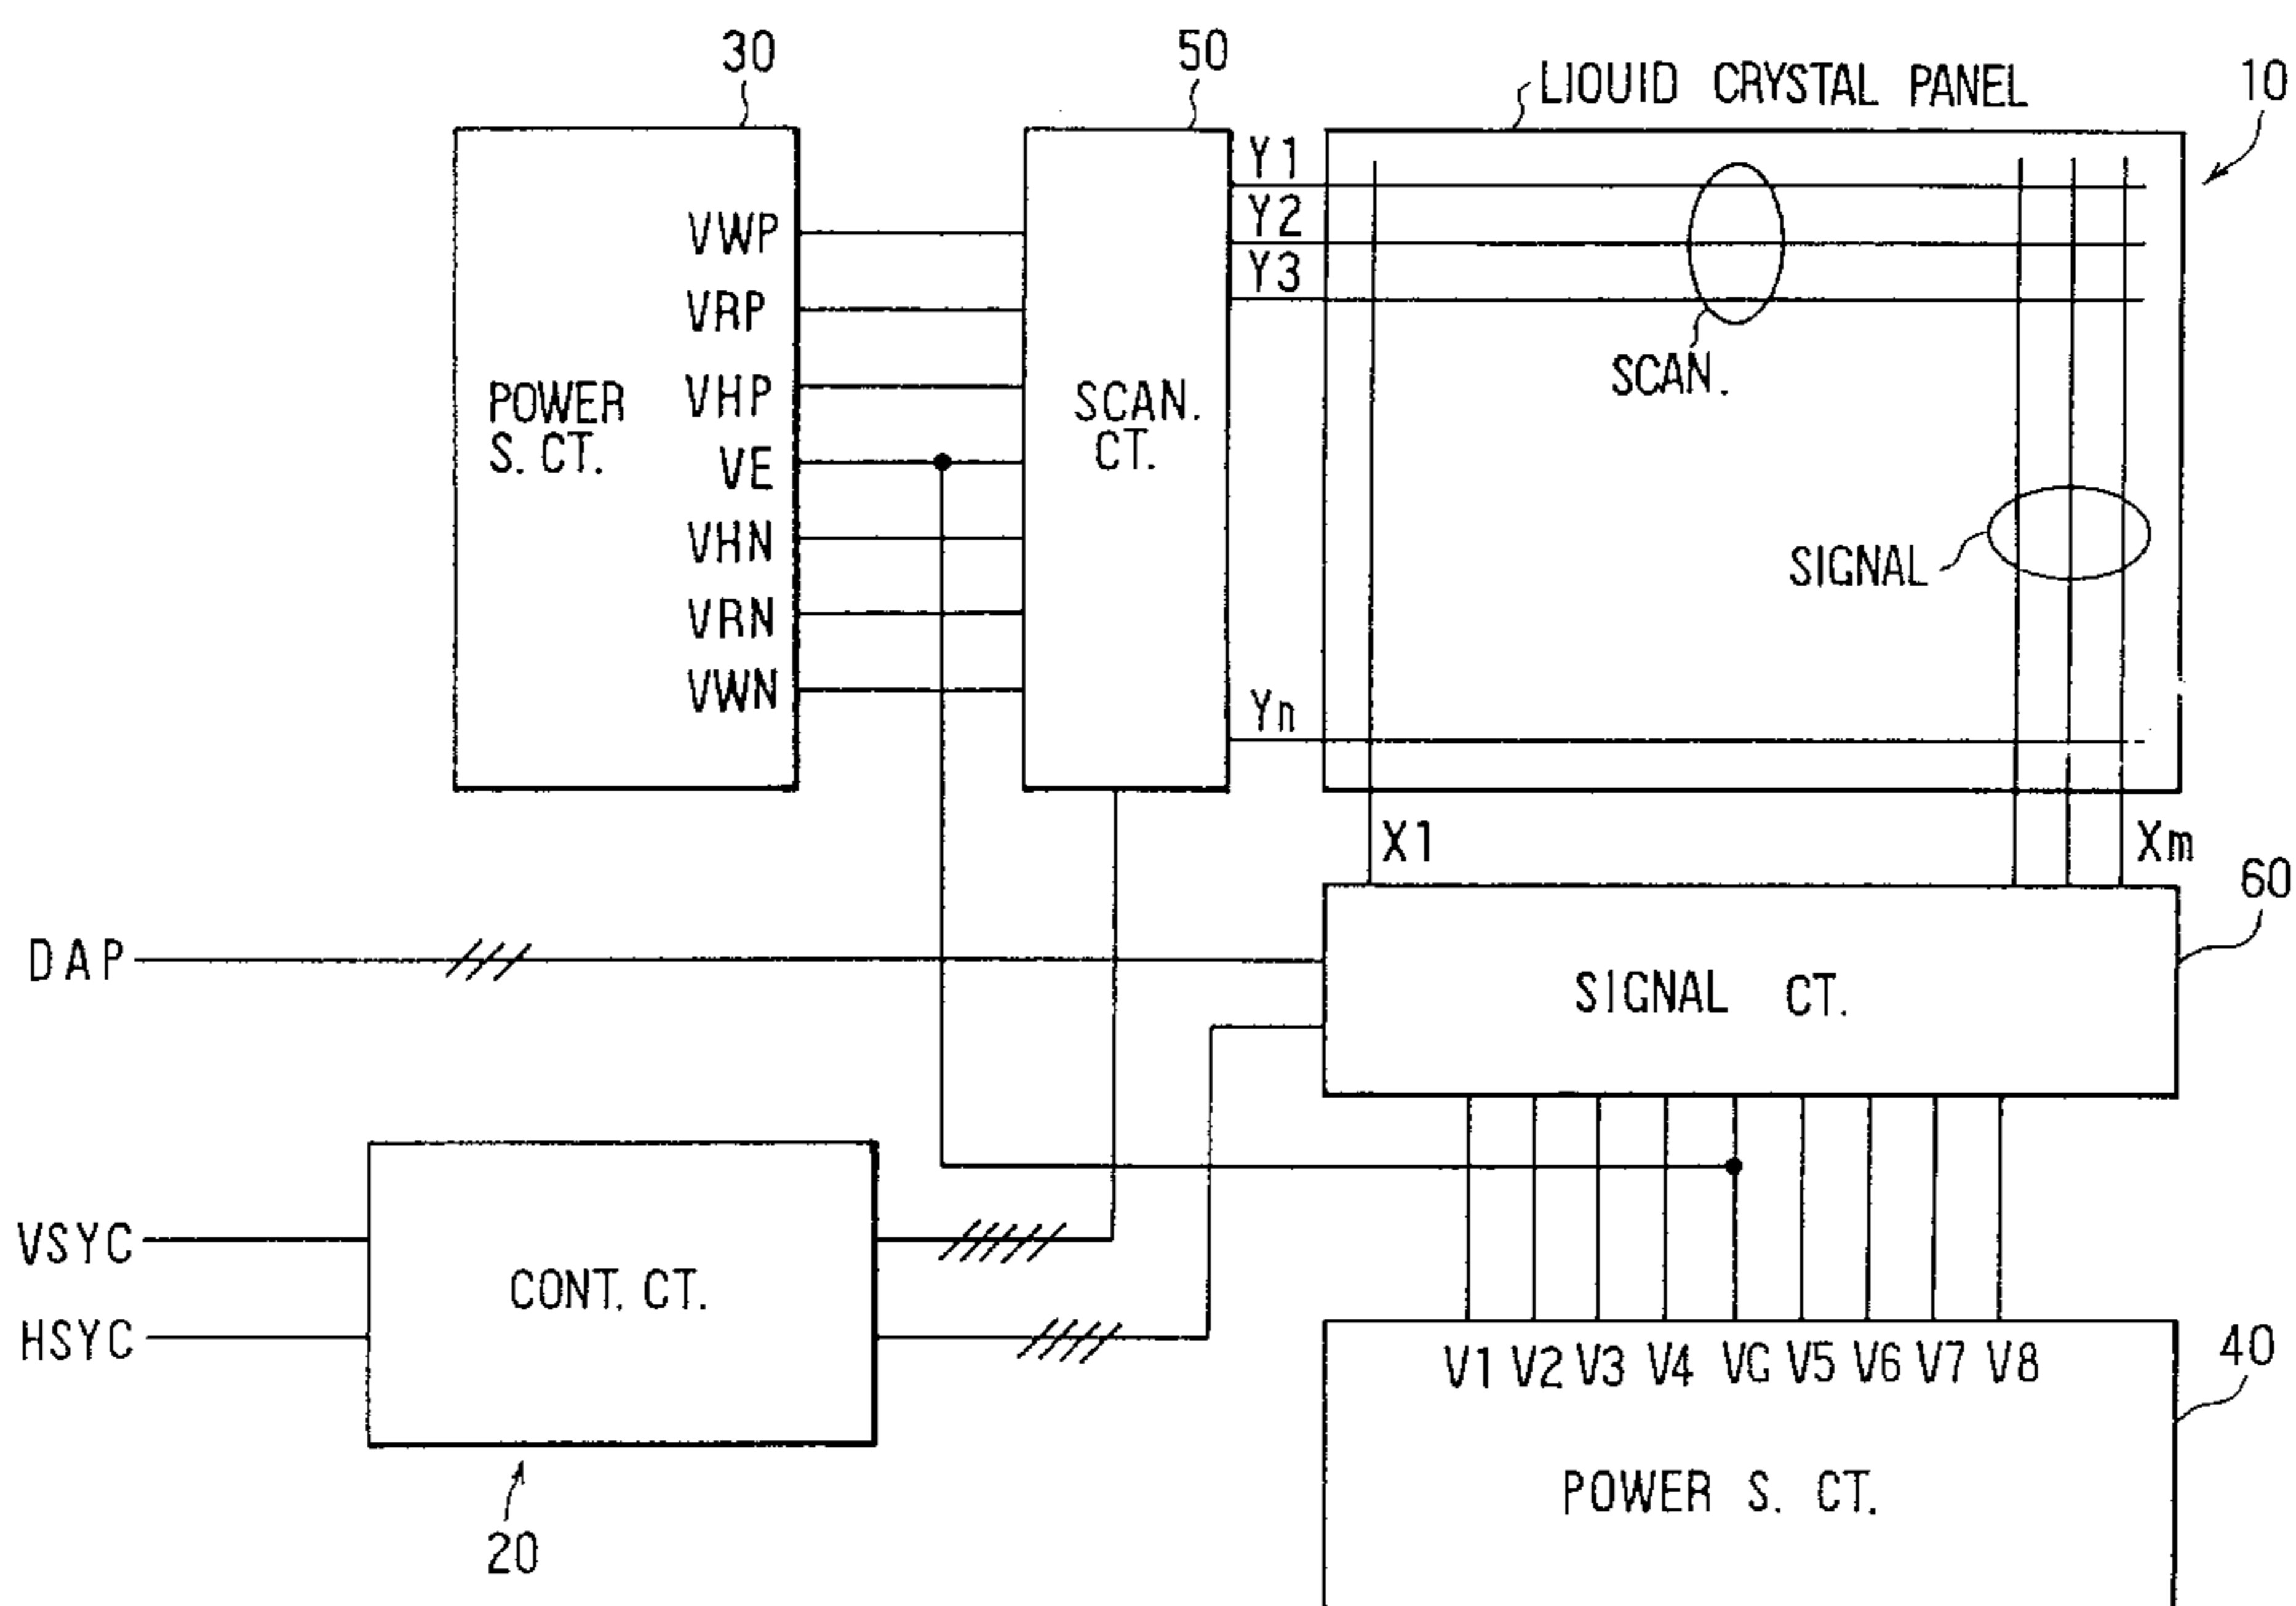 30
50
LIQUID CRYSTAL PANEL
10
Y1
Y2
Y3
VWP
VRP
VHP
VE
VHN
VRN
VWN
POWER
S. CT.
SCAN.
CT.
SCAN.
SIGNAL
Yn
X1
Xm
60
DAP
SIGNAL CT.
VSYC
HSYC
CONT. CT.
20
V1 V2 V3 V4 VG V5 V6 V7 V8
40
POWER S. CT.